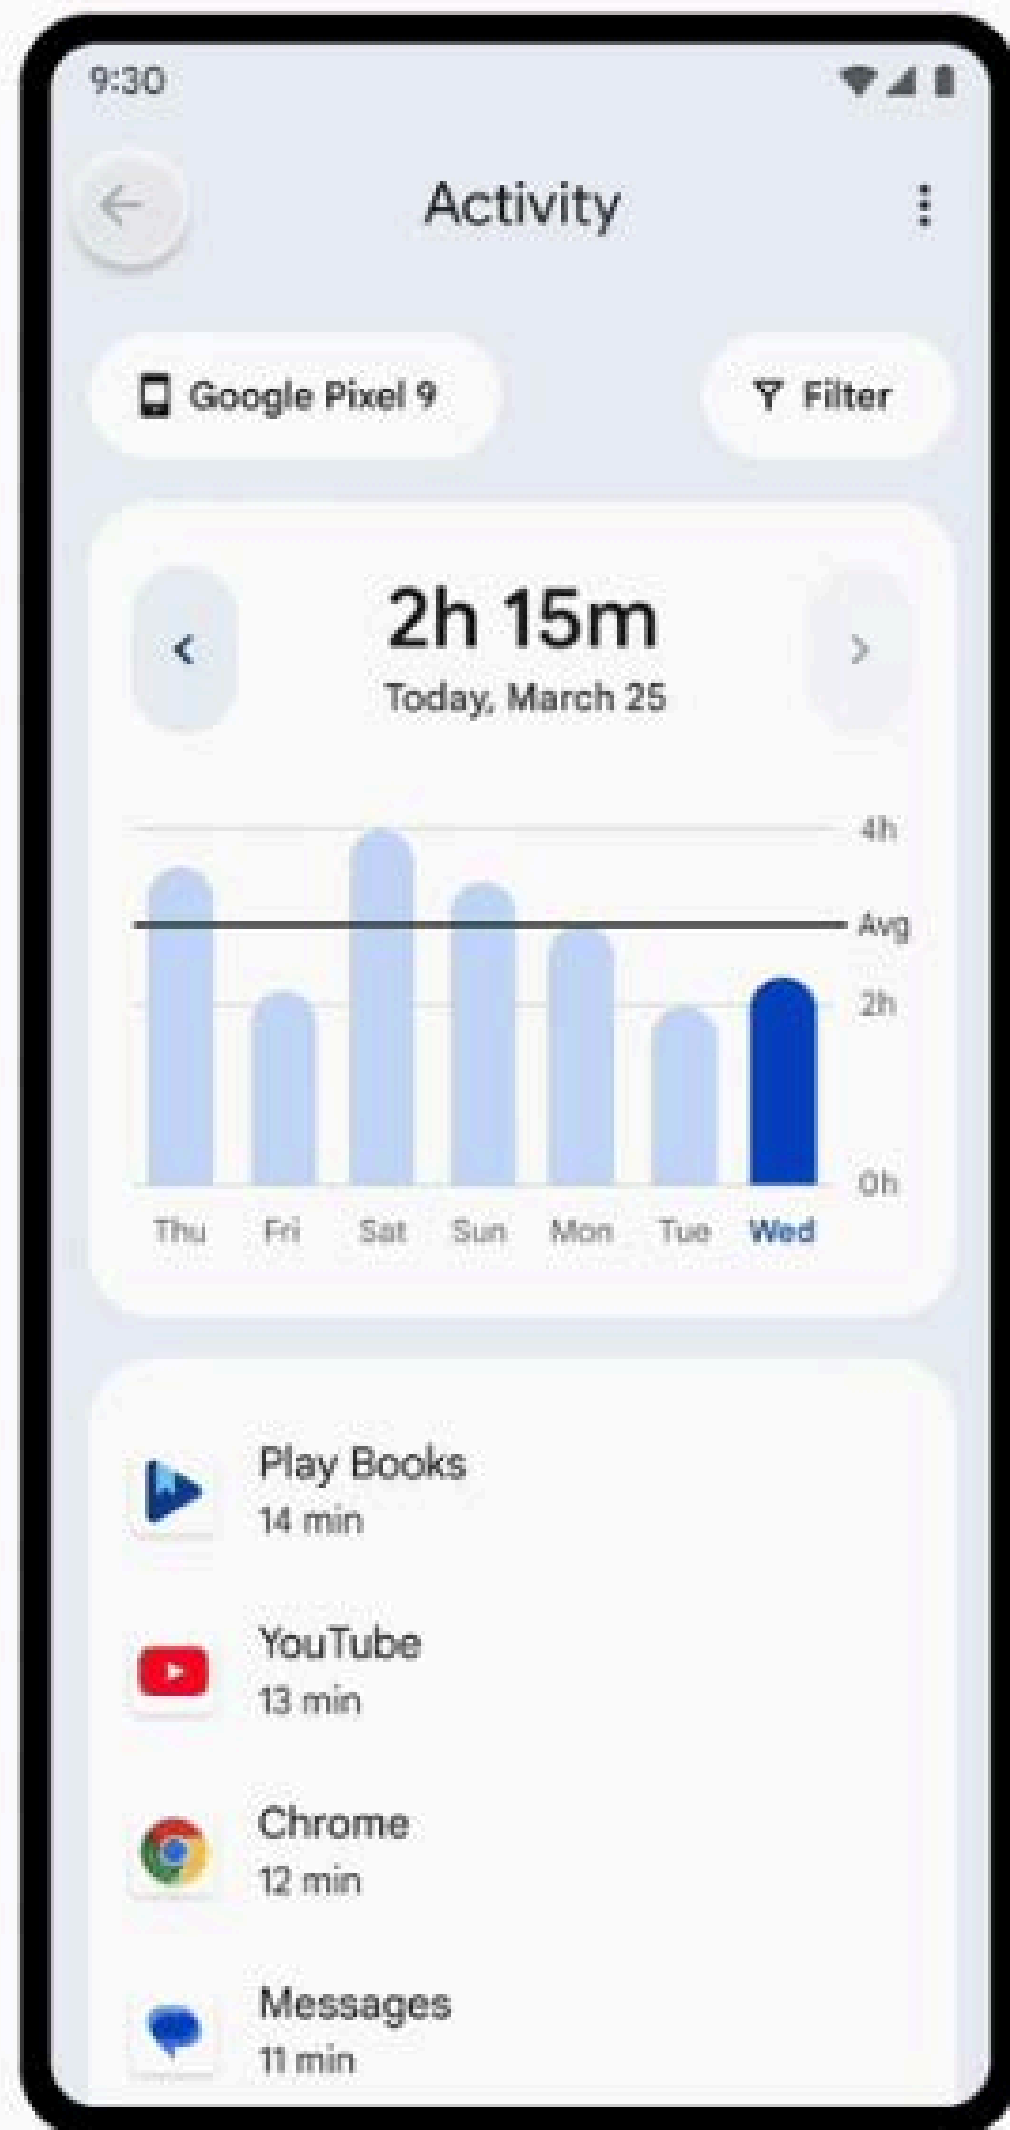 9:30
Activity
Google Pixel 9
Filter
2h 15m
Today, March 25
4h
Avg
2h
0h
Thu Fri Sat Sun Mon Tue Wed
Play Books
14 min
YouTube
13 min
Chrome
12 min
Messages
11 min